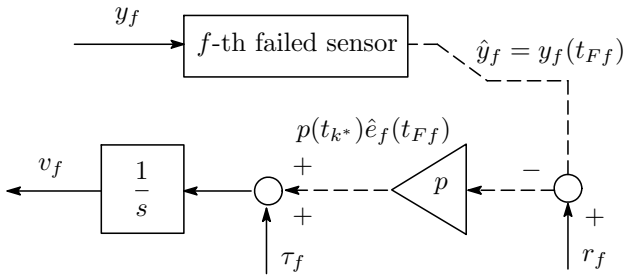 y_f
f-th failed sensor
ŷ_f = y_f(t_{Ff})
p(t_{k*})ê_f(t_{Ff})
v_f
1/s
+
+
p
−
+
τ_f
r_f